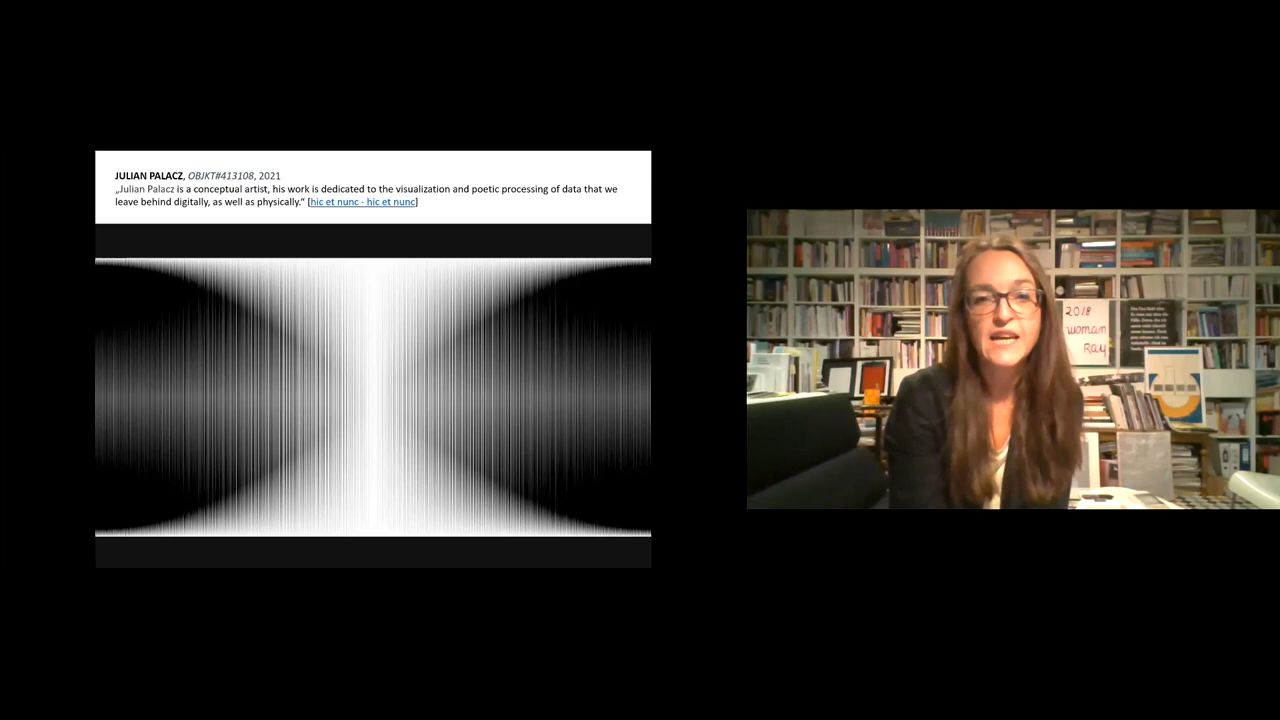 JULIAN PALACZ, OBJKT#413108, 2021
„Julian Palacz is a conceptual artist, his work is dedicated to the visualization and poetic processing of data that we
leave behind digitally, as well as physically.“ [hic et nunc - hic et nunc]
2018
woman
Ray